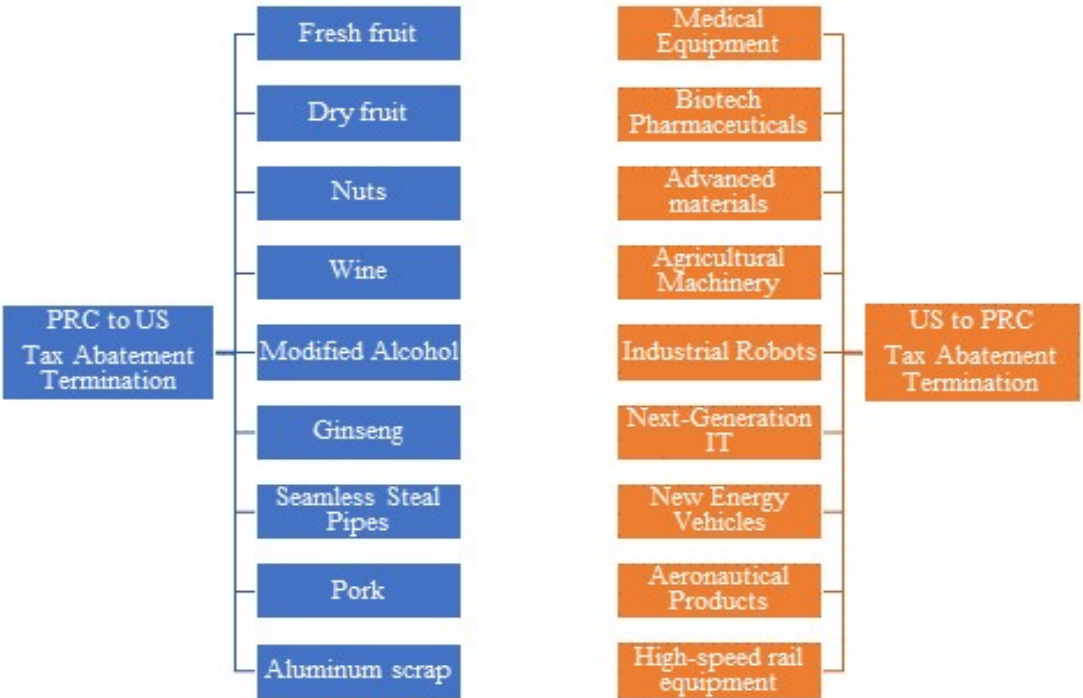 Fresh fruit
Dry fruit
Nuts
Wine
PRC to US
Tax Abatement
Termination
Modified Alcohol
Ginseng
Seamless Steal
Pipes
Pork
Aluminum scrap
Medical
Equipment
Biotech
Pharmaceuticals
Advanced
materials
Agricultural
Machinery
Industrial Robots
US to PRC
Tax Abatement
Termination
Next-Generation
IT
New Energy
Vehicles
Aeronautical
Products
High-speed rail
equipment